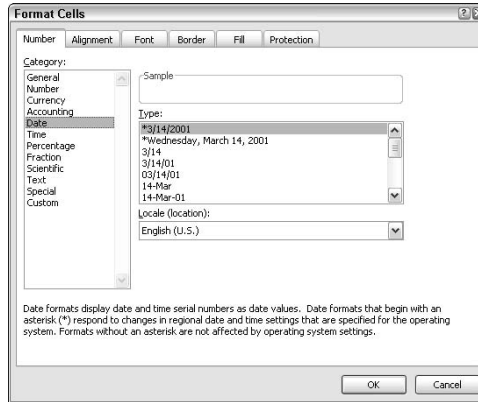 Format Cells
Number Alignment Font Border Fill Protection
Category:
General
Number
Currency
Accounting
Date
Time
Percentage
Fraction
Scientific
Text
Special
Custom
Sample
Type:
*3/14/2001
*Wednesday, March 14, 2001
3/14
3/14/01
03/14/01
14-Mar
14-Mar-01
Locale (location):
English (U.S.)
Date formats display date and time serial numbers as date values. Date formats that begin with an
asterisk (*) respond to changes in regional date and time settings that are specified for the operating
system. Formats without an asterisk are not affected by operating system settings.
OK Cancel